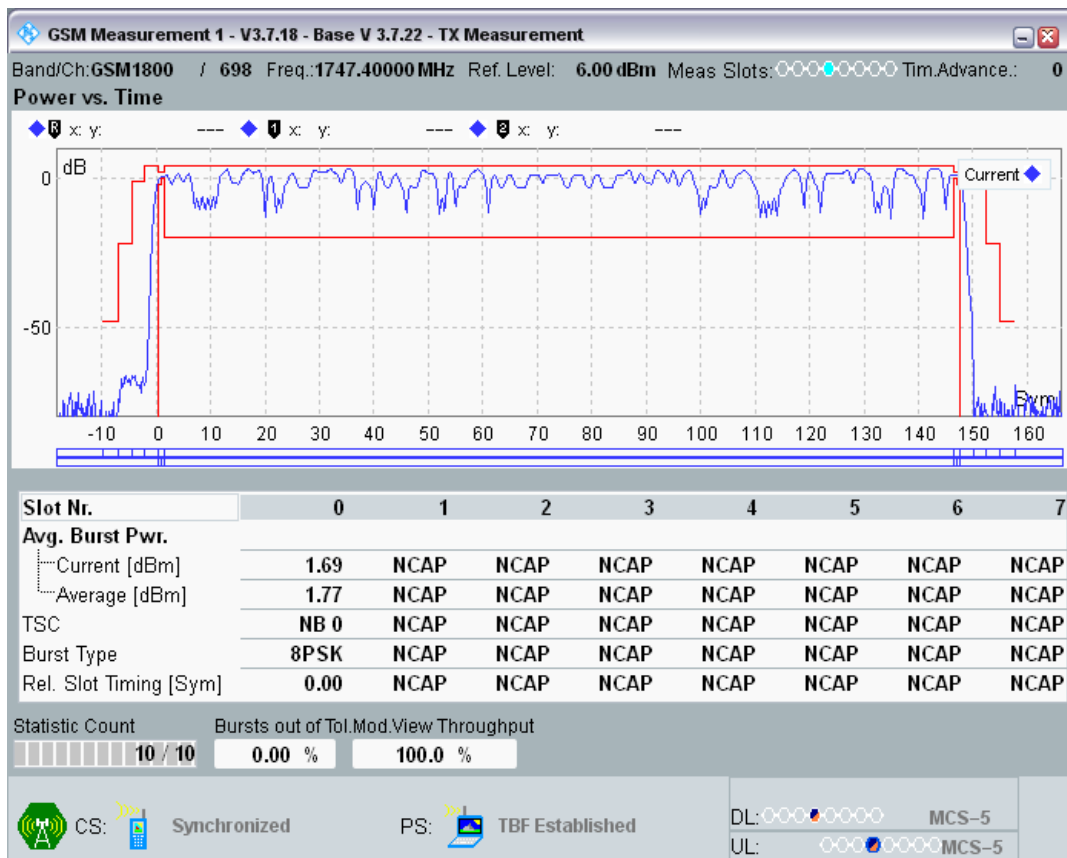 GSM Measurement 1 - V3.7.18 - Base V 3.7.22 - TX Measurement
Band/Ch:GSM1800 / 698 Freq.:1747.40000 MHz Ref. Level: 6.00 dBm Meas Slots: Tim.Advance.: 0
Power vs. Time
R x: y: --- 1 x: y: --- 2 x: y: ---
dB
Current
0
-50
Sym
-10 0 10 20 30 40 50 60 70 80 90 100 110 120 130 140 150 160
Slot Nr. 0 1 2 3 4 5 6 7
Avg. Burst Pwr.
Current [dBm] 1.69 NCAP NCAP NCAP NCAP NCAP NCAP NCAP
Average [dBm] 1.77 NCAP NCAP NCAP NCAP NCAP NCAP NCAP
TSC NB 0 NCAP NCAP NCAP NCAP NCAP NCAP NCAP
Burst Type 8PSK NCAP NCAP NCAP NCAP NCAP NCAP NCAP
Rel. Slot Timing [Sym] 0.00 NCAP NCAP NCAP NCAP NCAP NCAP NCAP
Statistic Count Bursts out of Tol.Mod.View Throughput
10 / 10 0.00 % 100.0 %
CS: Synchronized PS: TBF Established
DL: MCS-5
UL: MCS-5